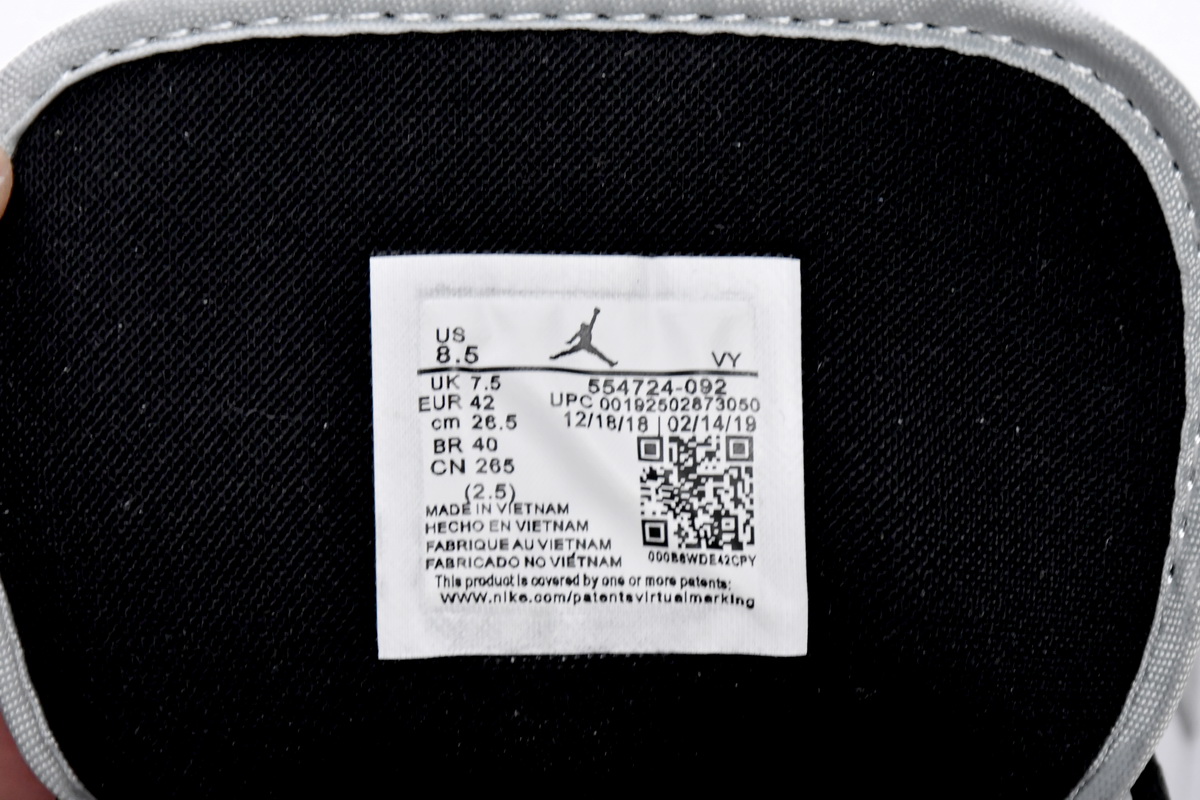 US
8.5 VY
UK 7.5 554724-092
EUR 42 UPC 00192502873050
cm 26.5 12/18/18 | 02/14/19
BR 40
CN 265
(2.5)
MADE IN VIETNAM
HECHO EN VIETNAM
FABRIQUE AU VIETNAM
FABRICADO NO VIETNAM
000B8WDE42CPY
This product is covered by one or more patents:
www.nike.com/patentsvirtualmarking